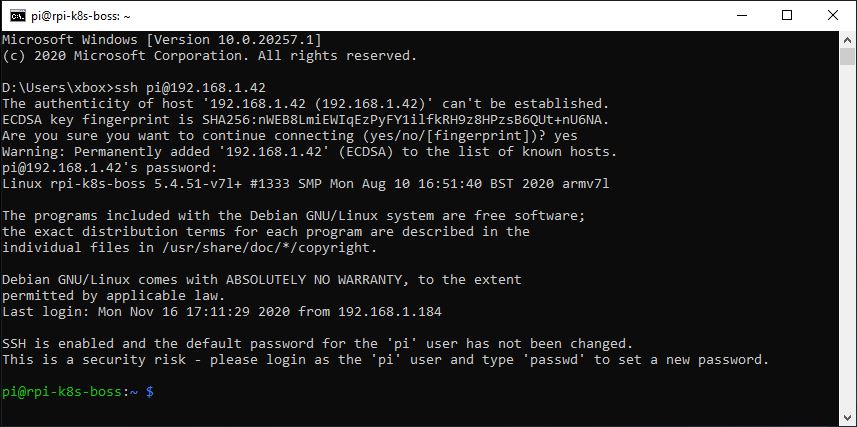 pi@rpi-k8s-boss: ~
Microsoft Windows [Version 10.0.20257.1]
(c) 2020 Microsoft Corporation. All rights reserved.
D:\Users\xbox>ssh pi@192.168.1.42
The authenticity of host '192.168.1.42 (192.168.1.42)' can't be established.
ECDSA key fingerprint is SHA256:nWEB8LmiEWIqEzPyFY1ilfkRH9z8HPzsB6QUt+nU6NA.
Are you sure you want to continue connecting (yes/no/[fingerprint])? yes
Warning: Permanently added '192.168.1.42' (ECDSA) to the list of known hosts.
pi@192.168.1.42's password:
Linux rpi-k8s-boss 5.4.51-v7l+ #1333 SMP Mon Aug 10 16:51:40 BST 2020 armv7l
The programs included with the Debian GNU/Linux system are free software;
the exact distribution terms for each program are described in the
individual files in /usr/share/doc/*/copyright.
Debian GNU/Linux comes with ABSOLUTELY NO WARRANTY, to the extent
permitted by applicable law.
Last login: Mon Nov 16 17:11:29 2020 from 192.168.1.184
SSH is enabled and the default password for the 'pi' user has not been changed.
This is a security risk - please login as the 'pi' user and type 'passwd' to set a new password.
pi@rpi-k8s-boss:~ $